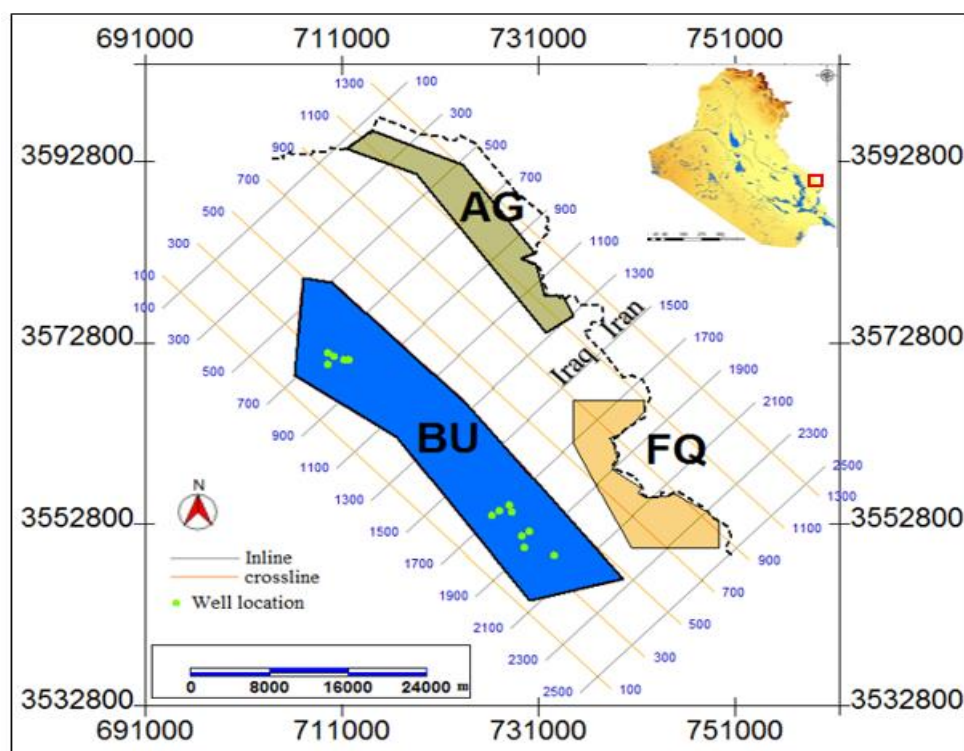 691000 711000 731000 751000
1300 100
1100 300
900 500
3592800 3592800
700 700
AG
500 900
300 1100
100 1300
100 1500
Iran
300 1700
3572800 3572800
Iraq
500 1900
700 2100
900 BU FQ 2300
1100 2500
1300 1300
N
1500 1100
3552800 3552800
Inline 1700 900
crossline 1900 700
Well location 2100 500
2300 300
2500 100
0 8000 16000 24000 m
3532800 3532800
691000 711000 731000 751000